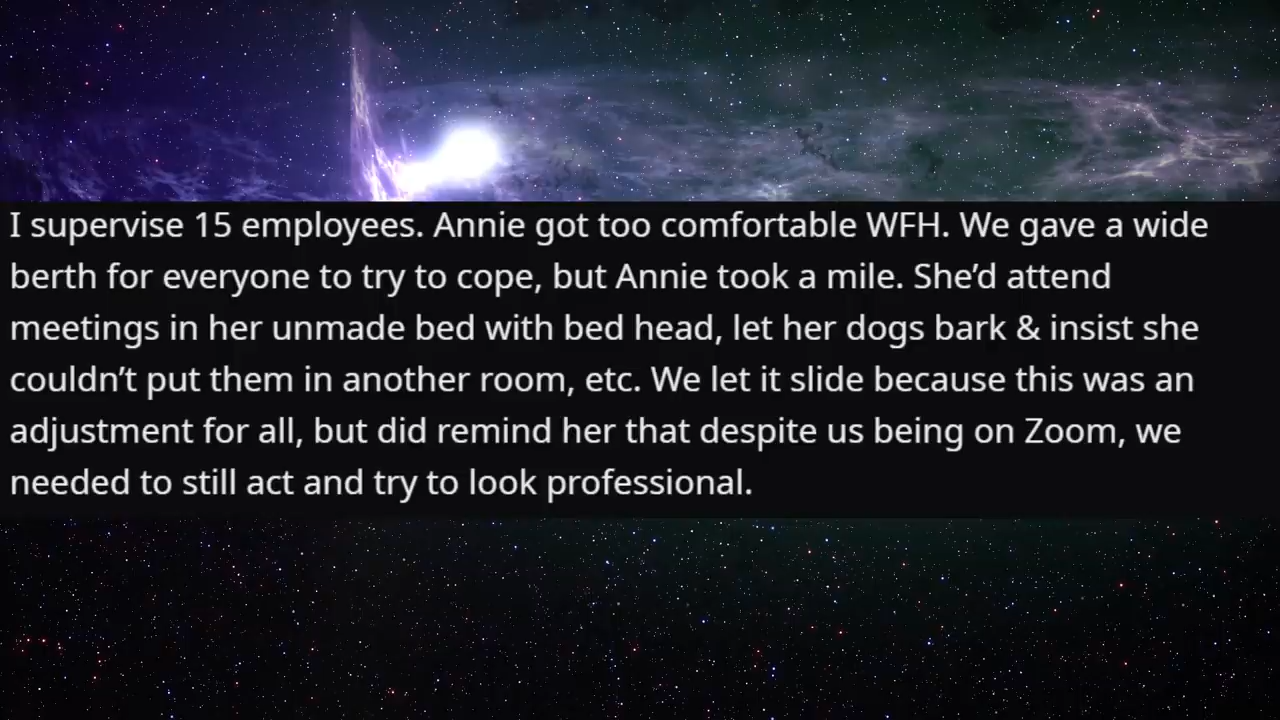 I supervise 15 employees. Annie got too comfortable WFH. We gave a wide
berth for everyone to try to cope, but Annie took a mile. She’d attend
meetings in her unmade bed with bed head, let her dogs bark & insist she
couldn’t put them in another room, etc. We let it slide because this was an
adjustment for all, but did remind her that despite us being on Zoom, we
needed to still act and try to look professional.